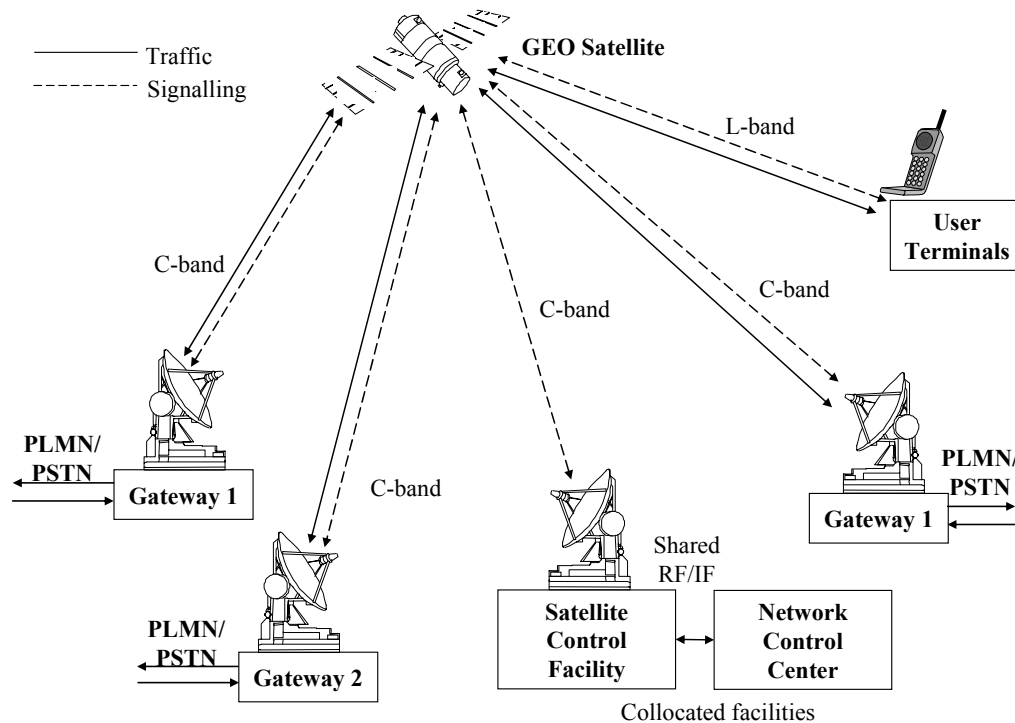 Traffic
Signalling
GEO Satellite
L-band
User
Terminals
C-band
C-band
C-band
C-band
PLMN/
PSTN
Gateway 1
PLMN/
PSTN
Gateway 1
PLMN/
PSTN
Gateway 2
Shared
RF/IF
Satellite
Control
Facility
Network
Control
Center
Collocated facilities